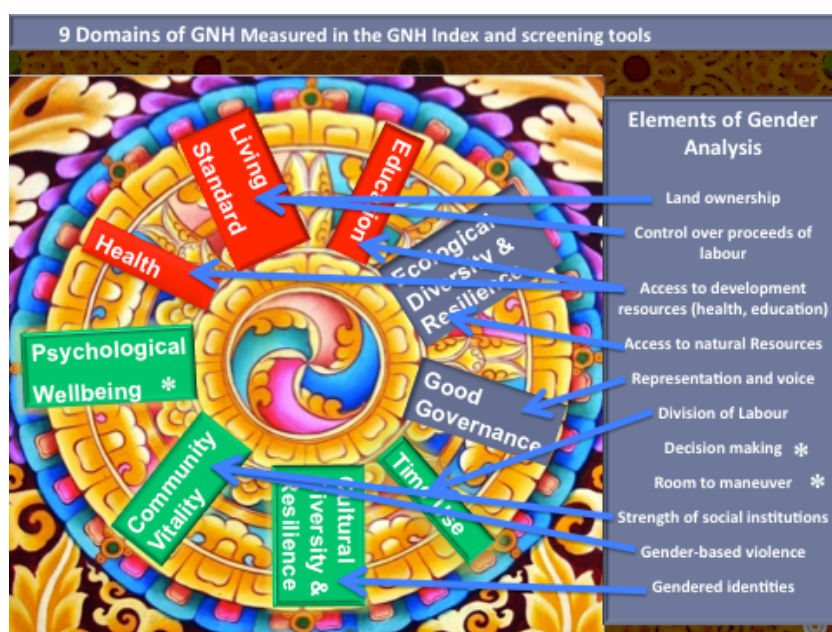 9 Domains of GNH Measured in the GNH Index and screening tools
Living
Standard
Education
Health
Ecological
Diversity &
Resilience
Psychological
Wellbeing *
Good
Governance
Community
Vitality
Cultural
Diversity &
Resilience
Time Use
Elements of Gender
Analysis
Land ownership
Control over proceeds of
labour
Access to development
resources (health, education)
Access to natural Resources
Representation and voice
Division of Labour
Decision making *
Room to maneuver *
Strength of social institutions
Gender-based violence
Gendered identities